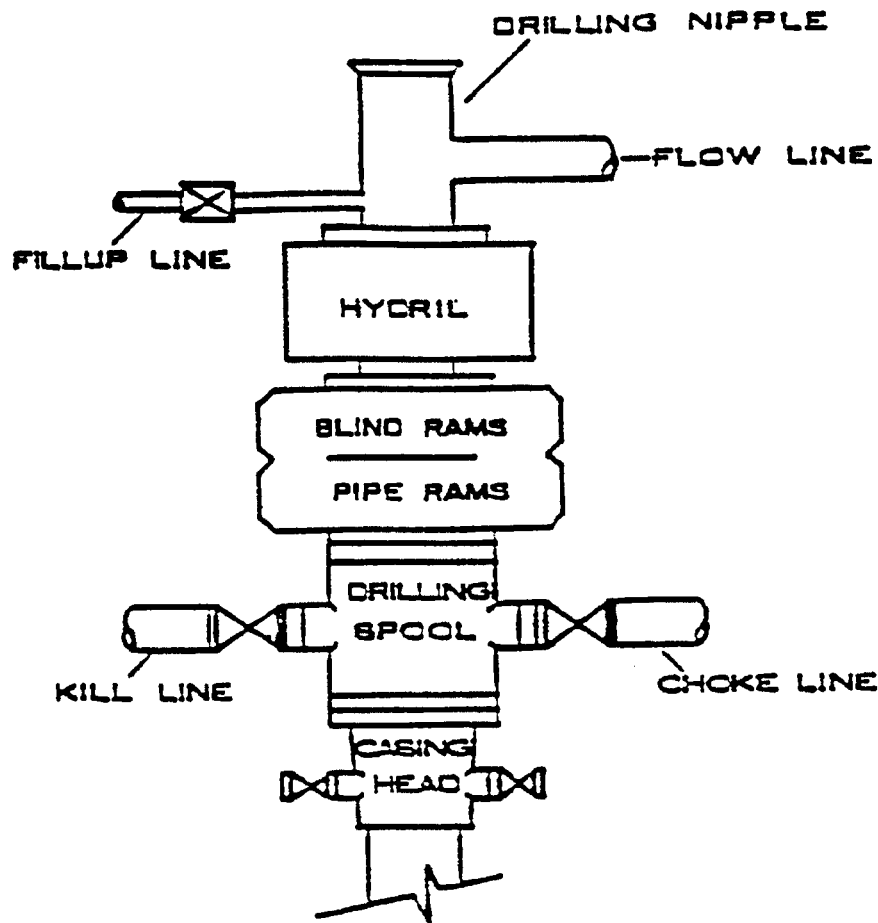 DRILLING NIPPLE
FLOW LINE
FILLUP LINE
HYDRIL
BLIND RAMS
PIPE RAMS
DRILLING
SPOOL
KILL LINE
CHOKE LINE
CASING
HEAD